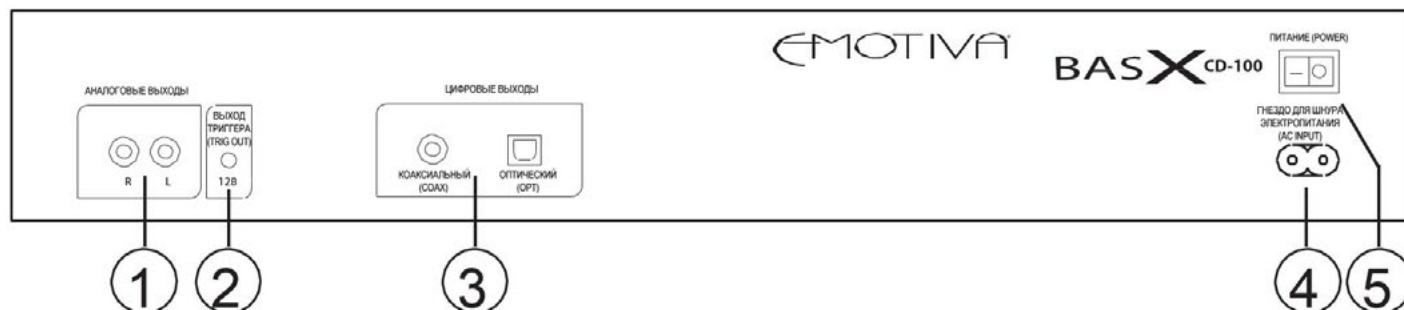 EMOTIVA
BASX CD-100
ПИТАНИЕ (POWER)
АНАЛОГОВЫЕ ВЫХОДЫ
R L
ВЫХОД
ТРИГГЕРА
(TRIG OUT)
12В
ЦИФРОВЫЕ ВЫХОДЫ
КОАКСИАЛЬНЫЙ
(COAX)
ОПТИЧЕСКИЙ
(OPT)
ГНЕЗДО ДЛЯ ШНУРА
ЭЛЕКТРОПИТАНИЯ
(AC INPUT)
1 2 3 4 5